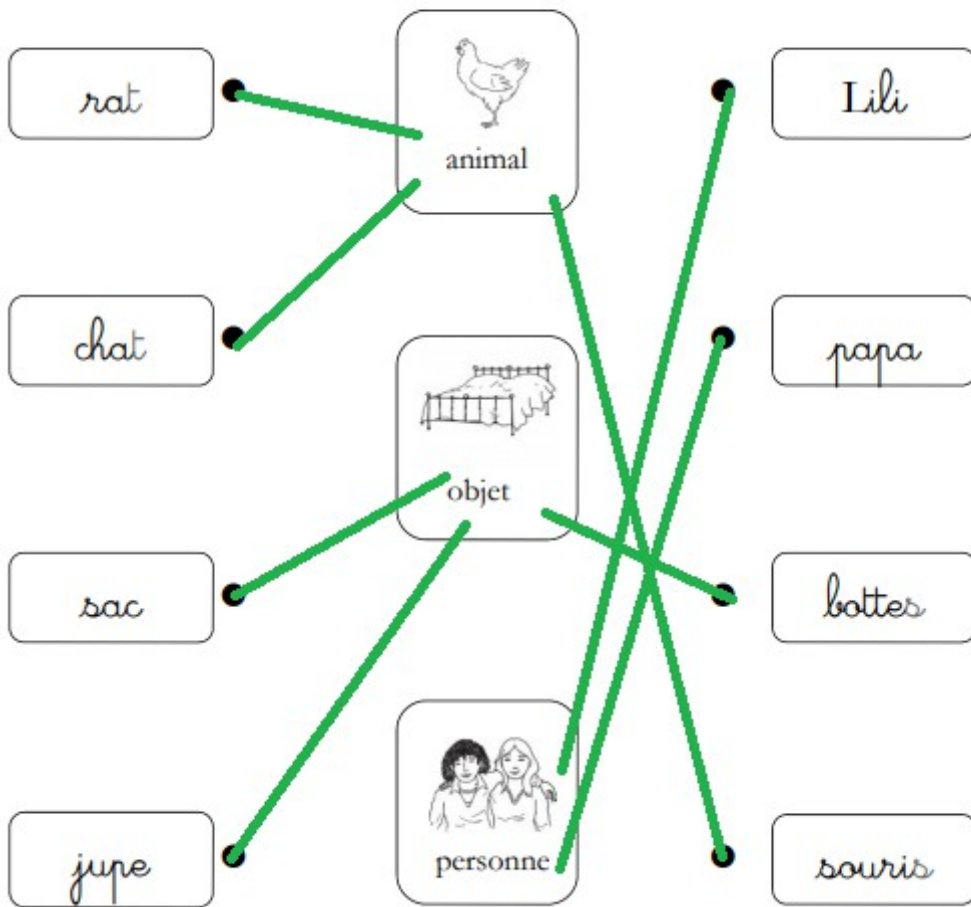 rat
animal
Lili
chat
papa
objet
sac
bottes
jupe
personne
souris